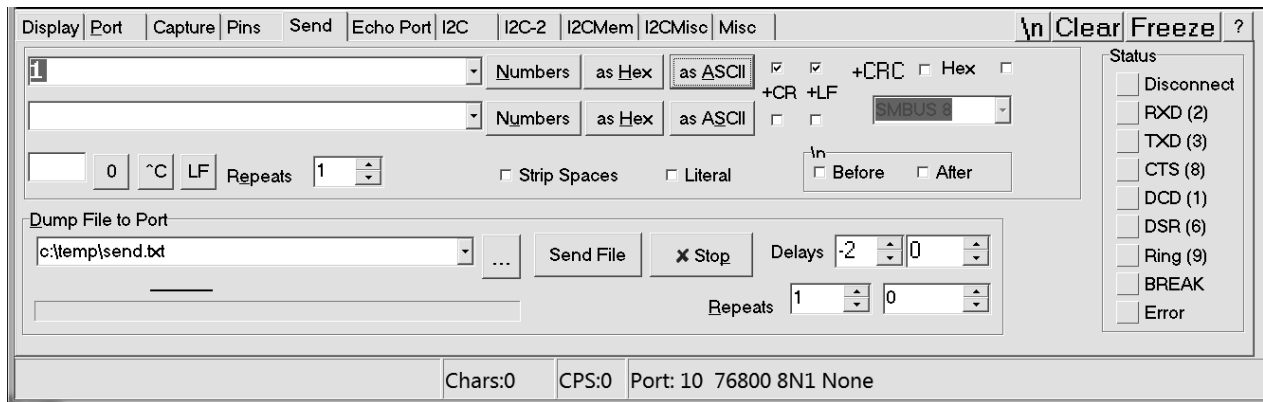 Display Port Capture Pins Send Echo Port I2C I2C-2 I2CMem I2CMisc Misc \n Clear Freeze ?
Status
1 Numbers as Hex as ASCII +CR +LF +CRC Hex
Disconnect
RXD (2)
Numbers as Hex as ASCII SMBUS 8
TXD (3)
\n
0 ^C LF Repeats 1 Strip Spaces Literal Before After
CTS (8)
DCD (1)
Dump File to Port
DSR (6)
c:\temp\send.txt ... Send File ✗ Stop Delays -2 0
Ring (9)
BREAK
Repeats 1 0
Error
Chars:0 CPS:0 Port: 10 76800 8N1 None